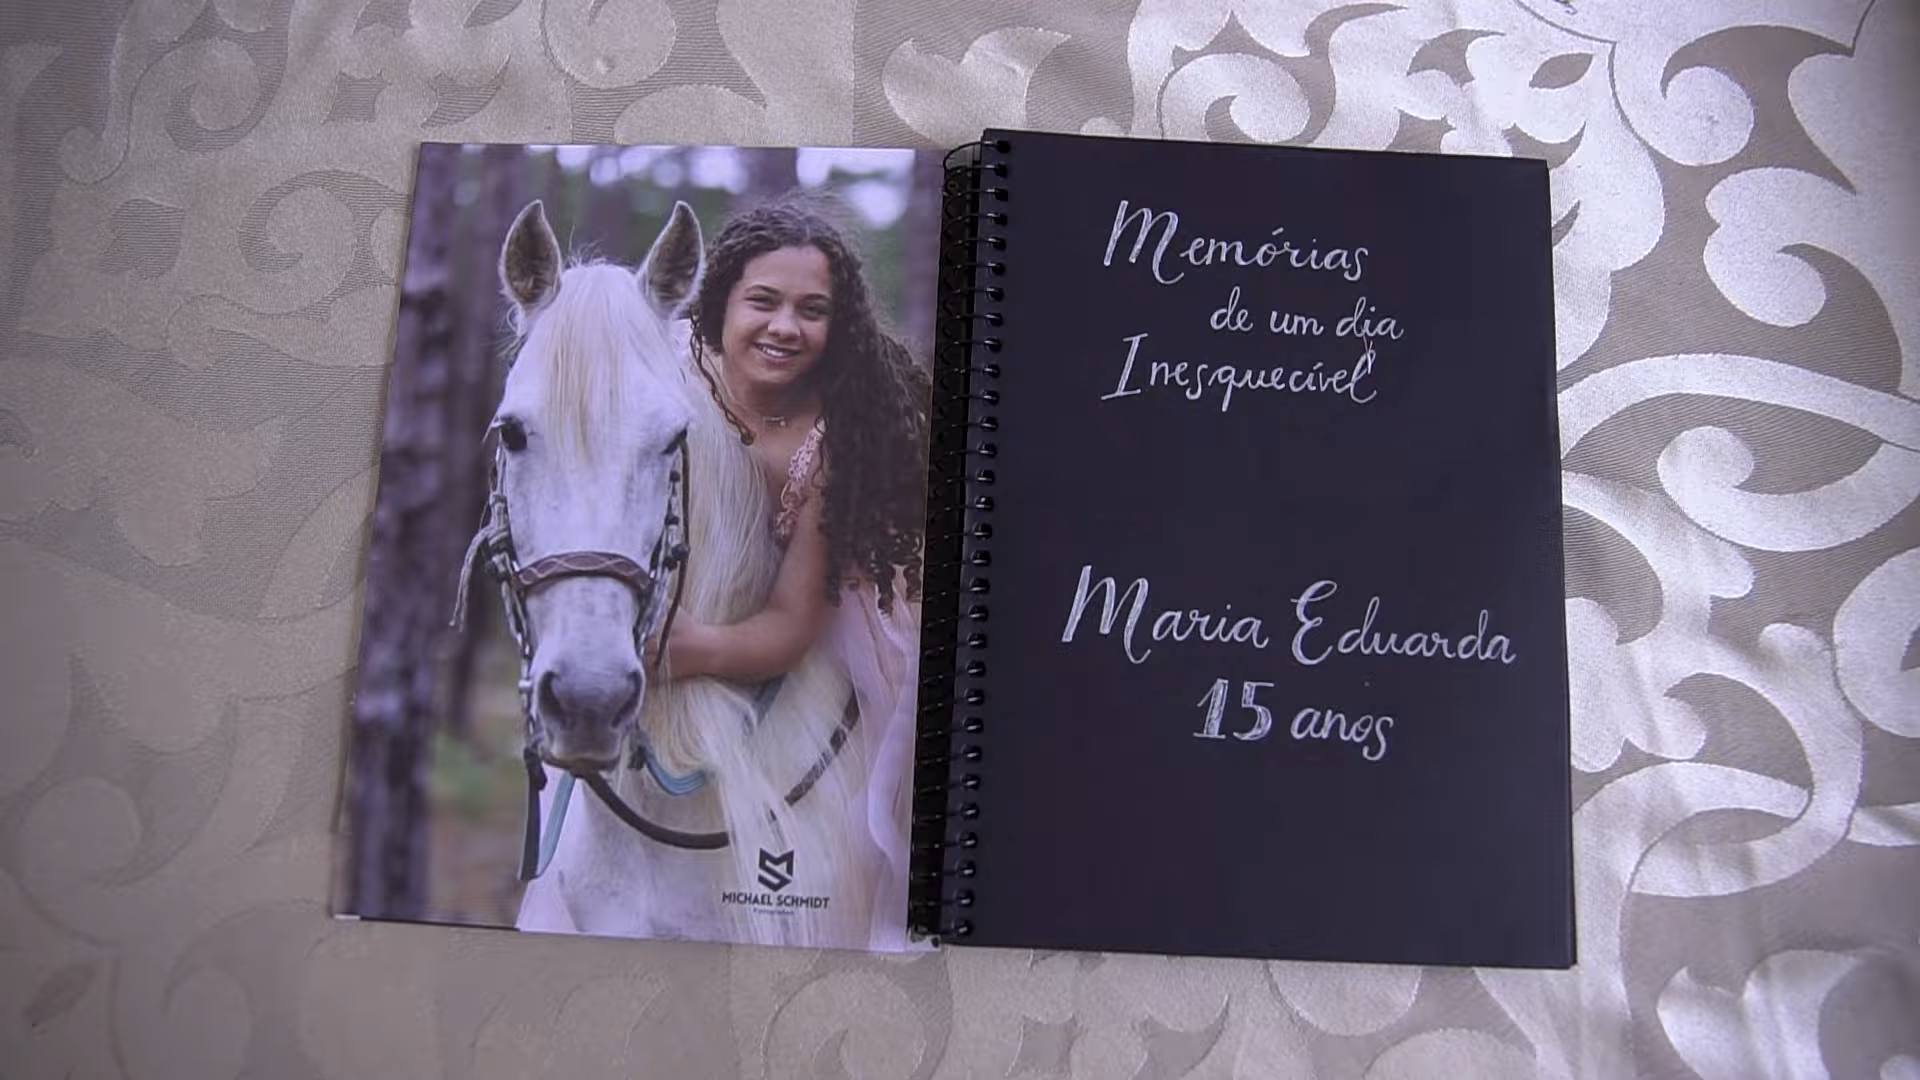 Memórias
de um dia
Inesquecível
Maria Eduarda
15 anos
MICHAEL SCHMIDT